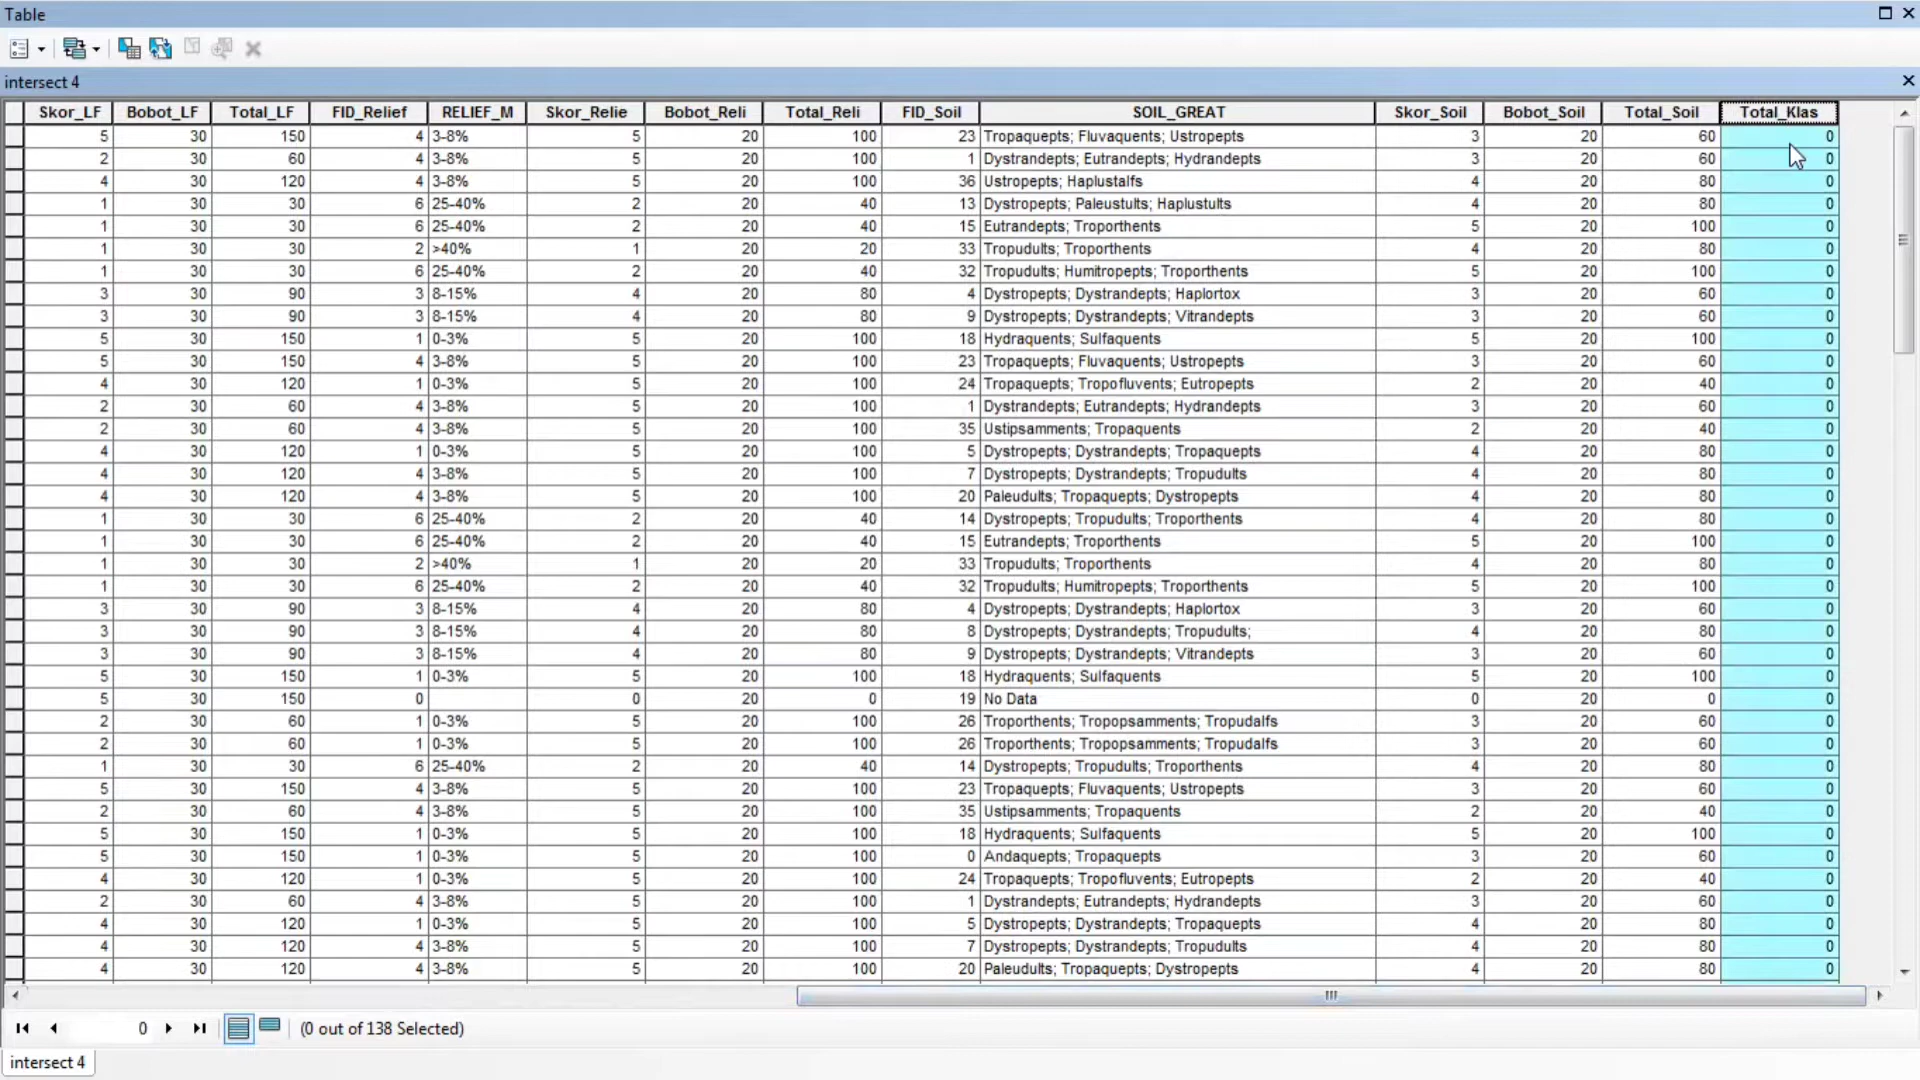 Table
intersect 4
Skor_LF Bobot_LF Total_LF FID_Relief RELIEF_M Skor_Relie Bobot_Reli Total_Reli FID_Soil SOIL_GREAT Skor_Soil Bobot_Soil Total_Soil Total_Klas
5 30 150 4 3-8% 5 20 100 23 Tropaquepts; Fluvaquepts; Ustropepts 3 20 60 0
2 30 60 4 3-8% 5 20 100 1 Dystrandepts; Eutrandepts; Hydrandepts 3 20 60 0
4 30 120 4 3-8% 5 20 100 36 Ustropepts; Haplustalfs 4 20 80 0
1 30 30 6 25-40% 2 20 40 13 Dystropepts; Paleustults; Haplustults 4 20 80 0
1 30 30 6 25-40% 2 20 40 15 Eutrandepts; Troporthents 5 20 100 0
1 30 30 2 >40% 1 20 20 33 Tropudults; Troporthents 4 20 80 0
1 30 30 6 25-40% 2 20 40 32 Tropudults; Humitropepts; Troporthents 5 20 100 0
3 30 90 3 8-15% 4 20 80 4 Dystropepts; Dystrandepts; Haplortox 3 20 60 0
3 30 90 3 8-15% 4 20 80 9 Dystropepts; Dystrandepts; Vitrandepts 3 20 60 0
5 30 150 1 0-3% 5 20 100 18 Hydraquents; Sulfaquents 5 20 100 0
5 30 150 4 3-8% 5 20 100 23 Tropaquepts; Fluvaquepts; Ustropepts 3 20 60 0
4 30 120 1 0-3% 5 20 100 24 Tropaquepts; Tropofluvents; Eutropepts 2 20 40 0
2 30 60 4 3-8% 5 20 100 1 Dystrandepts; Eutrandepts; Hydrandepts 3 20 60 0
2 30 60 4 3-8% 5 20 100 35 Ustipsamments; Tropaquents 2 20 40 0
4 30 120 1 0-3% 5 20 100 5 Dystropepts; Dystrandepts; Tropaquepts 4 20 80 0
4 30 120 4 3-8% 5 20 100 7 Dystropepts; Dystrandepts; Tropudults 4 20 80 0
4 30 120 4 3-8% 5 20 100 20 Paleudults; Tropaquepts; Dystropepts 4 20 80 0
1 30 30 6 25-40% 2 20 40 14 Dystropepts; Tropudults; Troporthents 4 20 80 0
1 30 30 6 25-40% 2 20 40 15 Eutrandepts; Troporthents 5 20 100 0
1 30 30 2 >40% 1 20 20 33 Tropudults; Troporthents 4 20 80 0
1 30 30 6 25-40% 2 20 40 32 Tropudults; Humitropepts; Troporthents 5 20 100 0
3 30 90 3 8-15% 4 20 80 4 Dystropepts; Dystrandepts; Haplortox 3 20 60 0
3 30 90 3 8-15% 4 20 80 8 Dystropepts; Dystrandepts; Tropudults; 4 20 80 0
3 30 90 3 8-15% 4 20 80 9 Dystropepts; Dystrandepts; Vitrandepts 3 20 60 0
5 30 150 1 0-3% 5 20 100 18 Hydraquents; Sulfaquents 5 20 100 0
5 30 150 0 0 20 0 19 No Data 0 20 0 0
2 30 60 1 0-3% 5 20 100 26 Troporthents; Tropopsamments; Tropudalfs 3 20 60 0
2 30 60 1 0-3% 5 20 100 26 Troporthents; Tropopsamments; Tropudalfs 3 20 60 0
1 30 30 6 25-40% 2 20 40 14 Dystropepts; Tropudults; Troporthents 4 20 80 0
5 30 150 4 3-8% 5 20 100 23 Tropaquepts; Fluvaquepts; Ustropepts 3 20 60 0
2 30 60 4 3-8% 5 20 100 35 Ustipsamments; Tropaquents 2 20 40 0
5 30 150 1 0-3% 5 20 100 18 Hydraquents; Sulfaquents 5 20 100 0
5 30 150 1 0-3% 5 20 100 0 Andaquepts; Tropaquepts 3 20 60 0
4 30 120 1 0-3% 5 20 100 24 Tropaquepts; Tropofluvents; Eutropepts 2 20 40 0
2 30 60 4 3-8% 5 20 100 1 Dystrandepts; Eutrandepts; Hydrandepts 3 20 60 0
4 30 120 1 0-3% 5 20 100 5 Dystropepts; Dystrandepts; Tropaquepts 4 20 80 0
4 30 120 4 3-8% 5 20 100 7 Dystropepts; Dystrandepts; Tropudults 4 20 80 0
4 30 120 4 3-8% 5 20 100 20 Paleudults; Tropaquepts; Dystropepts 4 20 80 0
0 (0 out of 138 Selected)
intersect 4